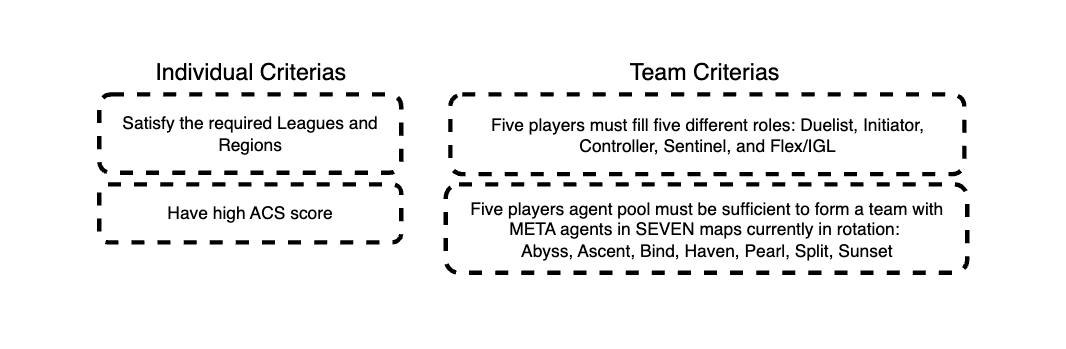 Individual Criterias
Satisfy the required Leagues and
Regions
Have high ACS score
Team Criterias
Five players must fill five different roles: Duelist, Initiator,
Controller, Sentinel, and Flex/IGL
Five players agent pool must be sufficient to form a team with
META agents in SEVEN maps currently in rotation:
Abyss, Ascent, Bind, Haven, Pearl, Split, Sunset